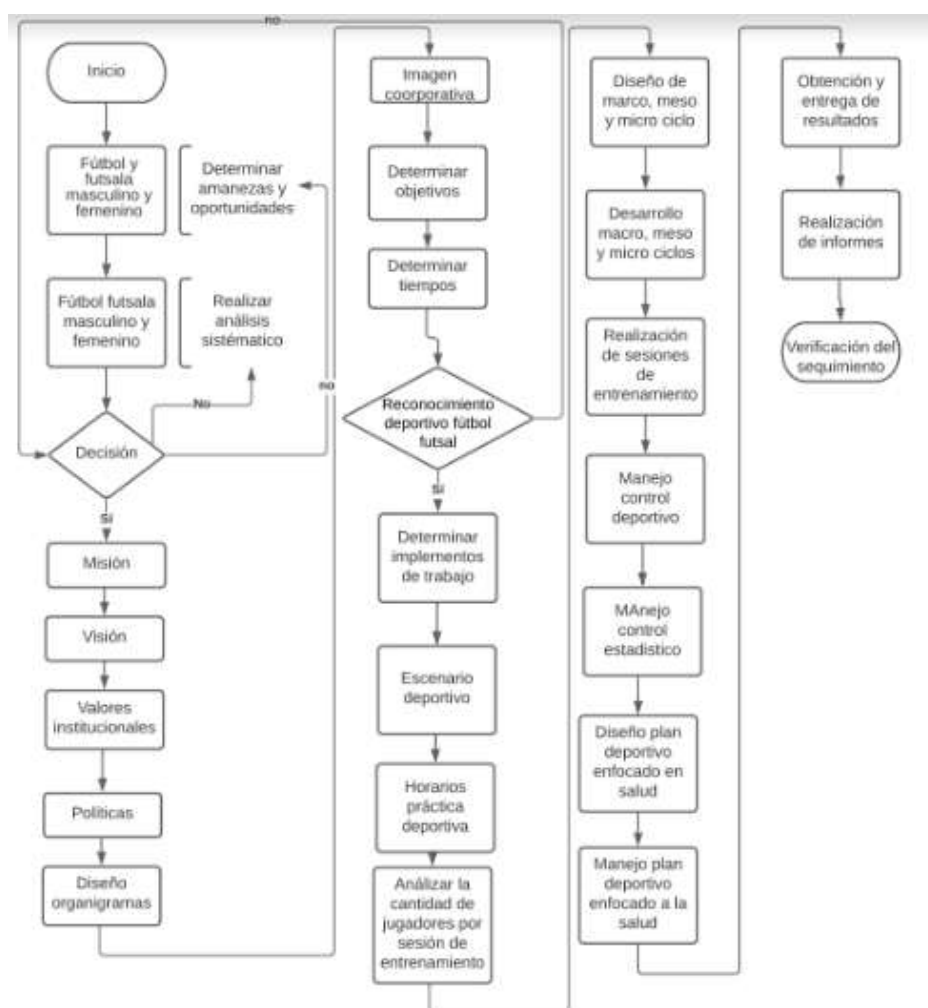 no
Inicio
Fútbol y
futsala
masculino y
femenino
Determinar
amanezas y
oportunidades
Fútbol futsala
masculino y
femenino
Realizar
análisis
sistématico
No
no
Decisión
Sí
Misión
Visión
Valores
institucionales
Políticas
Diseño
organigramas
Imagen
coorporativa
Determinar
objetivos
Determinar
tiempos
Reconocimiento
deportivo fútbol
futsal
Sí
Determinar
implementos
de trabajo
Escenario
deportivo
Horarios
práctica
deportiva
Análizar la
cantidad de
jugadores por
sesión de
entrenamiento
Diseño de
marco, meso
y micro ciclo
Desarrollo
macro, meso
y micro ciclos
Realización
de sesiones
de
entrenamiento
Manejo
control
deportivo
MAnejo
control
estadistico
Diseño plan
deportivo
enfocado en
salud
Manejo plan
deportivo
enfocado a la
salud
Obtención y
entrega de
resultados
Realización
de informes
Verificación del
sequimiento